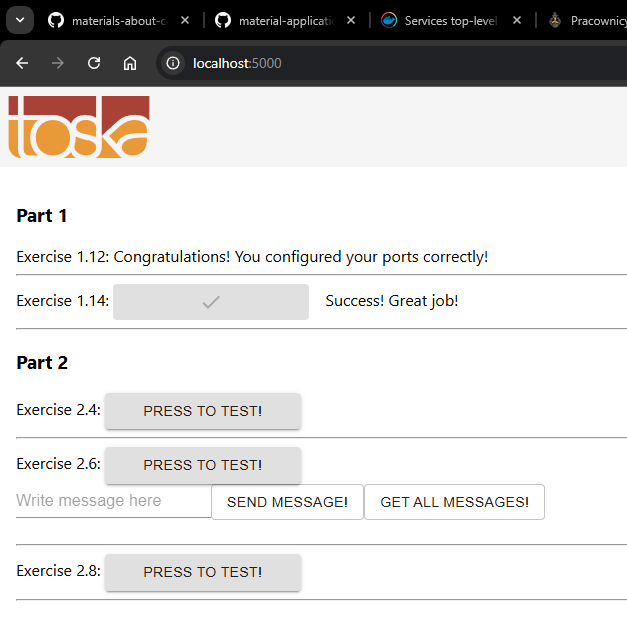 materials-about-c
material-applicati
Services top-level
Pracownicy
localhost:5000
toska
Part 1
Exercise 1.12: Congratulations! You configured your ports correctly!
Exercise 1.14: Success! Great job!
Part 2
Exercise 2.4: PRESS TO TEST!
Exercise 2.6: PRESS TO TEST!
Write message here SEND MESSAGE! GET ALL MESSAGES!
Exercise 2.8: PRESS TO TEST!